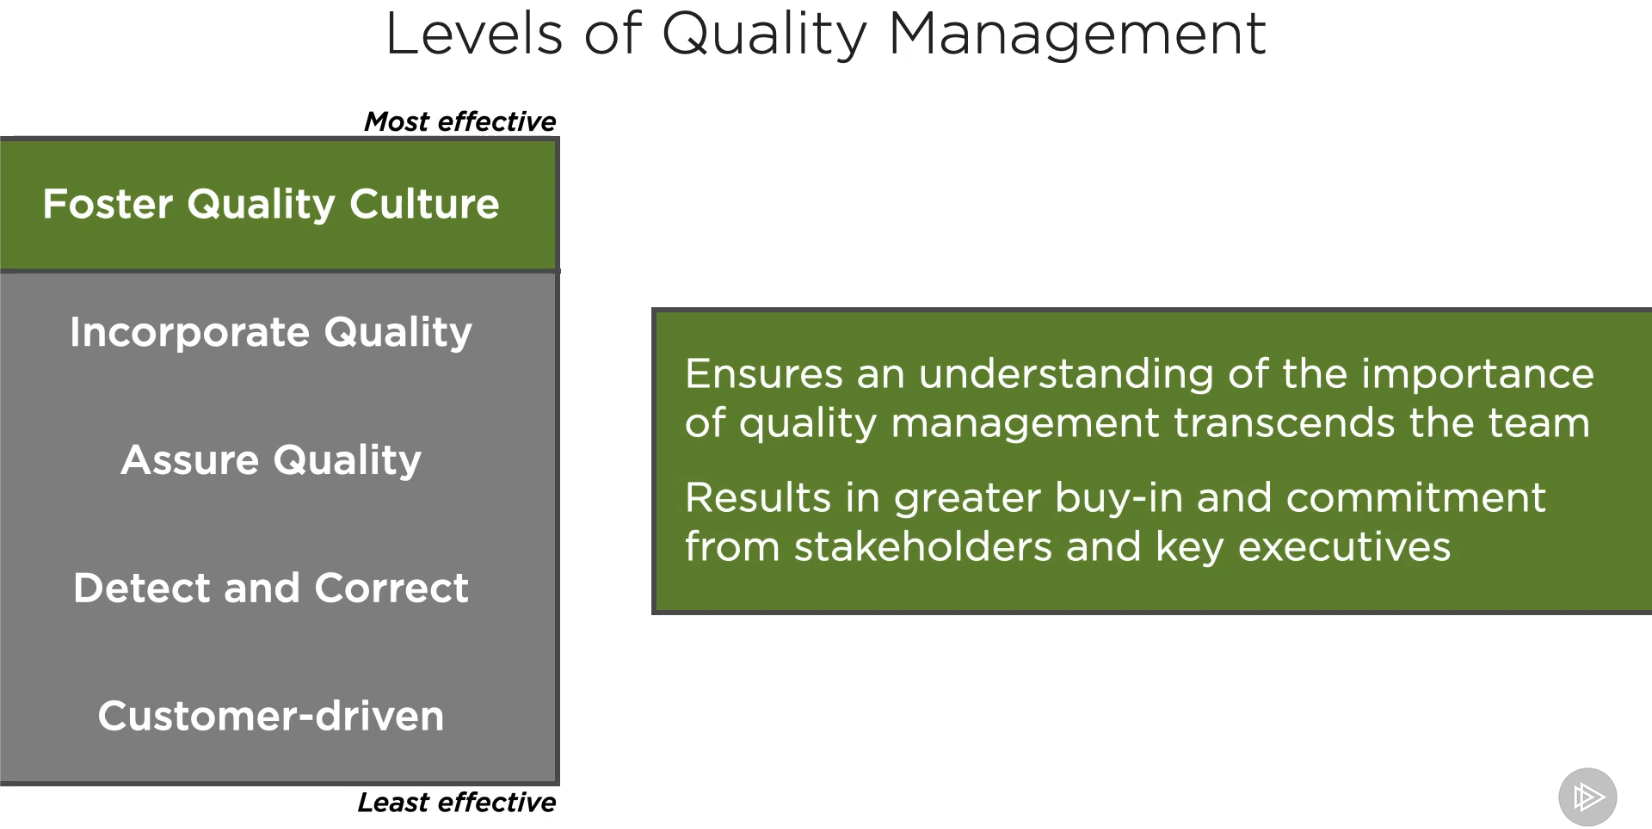 Levels of Quality Management
Most effective
Foster Quality Culture
Incorporate Quality
Assure Quality
Detect and Correct
Customer-driven
Least effective
Ensures an understanding of the importance
of quality management transcends the team
Results in greater buy-in and commitment
from stakeholders and key executives